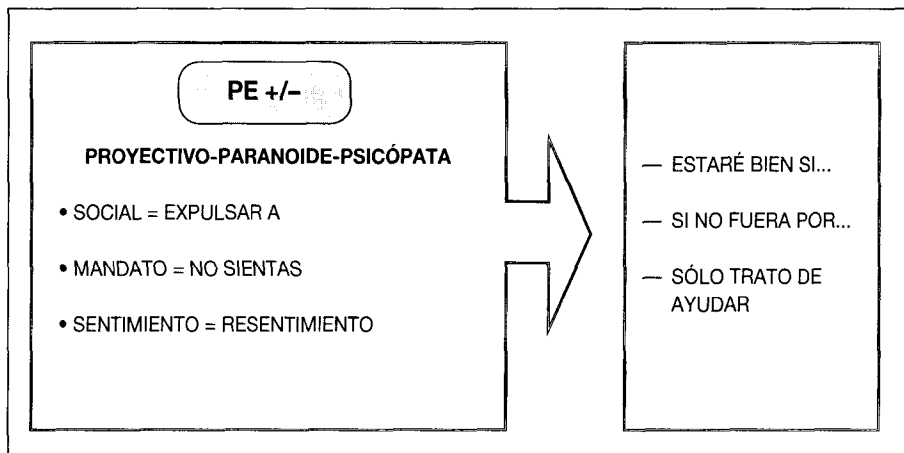 PE +/-
PROYECTIVO-PARANOIDE-PSICÓPATA
• SOCIAL = EXPULSAR A
• MANDATO = NO SIENTAS
• SENTIMIENTO = RESENTIMIENTO
— ESTARÉ BIEN SI...
— SI NO FUERA POR...
— SÓLO TRATO DE
AYUDAR